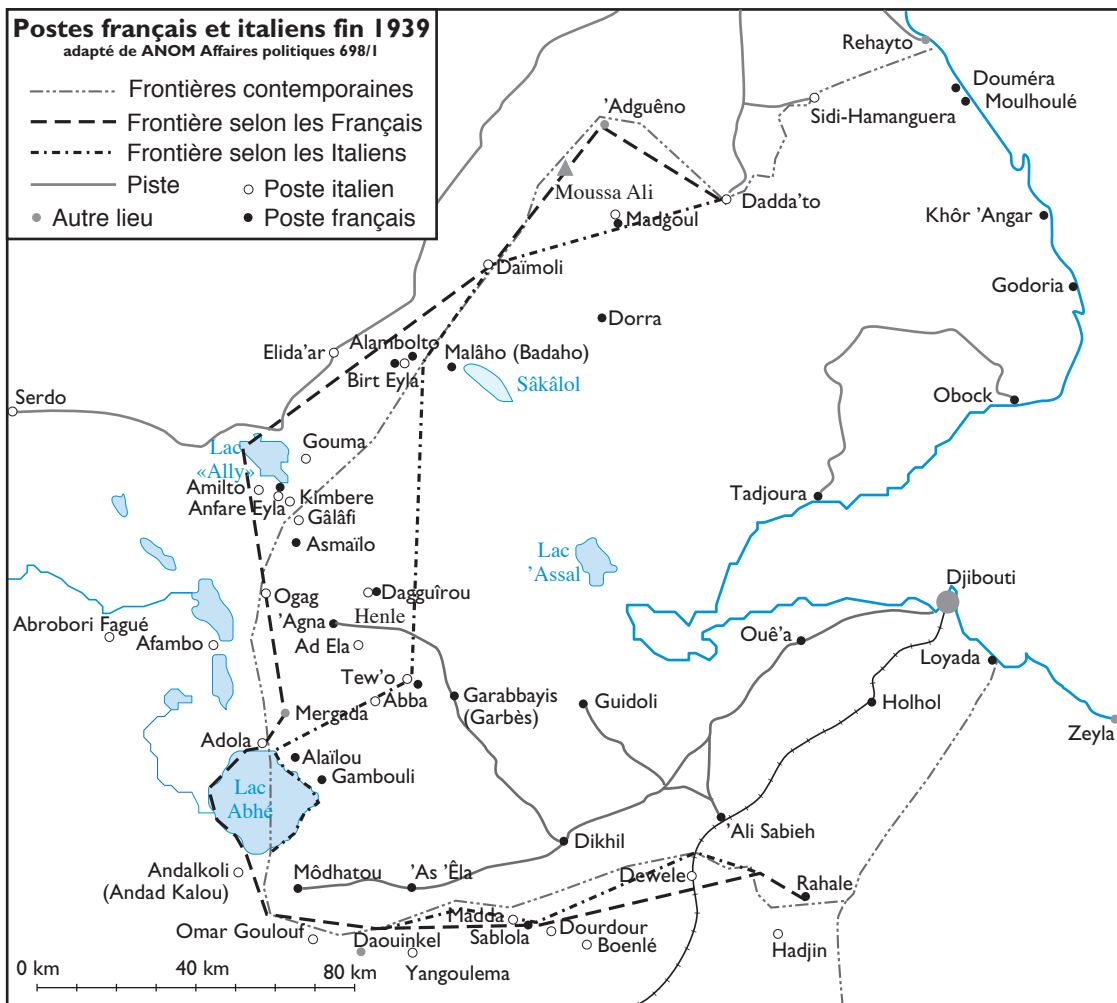 Postes français et italiens fin 1939
adapté de ANOM Affaires politiques 698/1
Frontières contemporaines
Frontière selon les Français
Frontière selon les Italiens
Piste
Poste italien
Autre lieu
Poste français
Rehayto
Douméra
Moulhoulé
'Adguêno
Sidi-Hamanguera
Moussa Ali
Dadda'to
Madgoul
Khôr 'Angar
Daïmoli
Godoria
Dorra
Elida'ar
Alambolto
Malâho (Badaho)
Birt Eyla
Sâkâlol
Serdo
Obock
Lac
«Ally»
Gouma
Amilto
Kimbere
Anfare Eyla
Tadjoura
Gâlâfi
Asmaïlo
Lac
'Assal
Djibouti
Ogag
Dagguîrou
'Agna
Henle
Abrobori Fagué
Afambo
Ad Ela
Ouê'a
Loyada
Tew'o
Abba
Garabbayis
(Garbès)
Guidoli
Holhol
Mergada
Zeyla
Adola
Alaïlou
Gambouli
Lac
Abhé
'Ali Sabieh
Dikhil
Andalkoli
(Andad Kalou)
Môdhatou
'As 'Êla
Dewele
Rahale
Madda
Omar Goulouf
Daouinkel
Sablola
Dourdour
Boenlé
Hadjin
Yangoulema
0 km
40 km
80 km